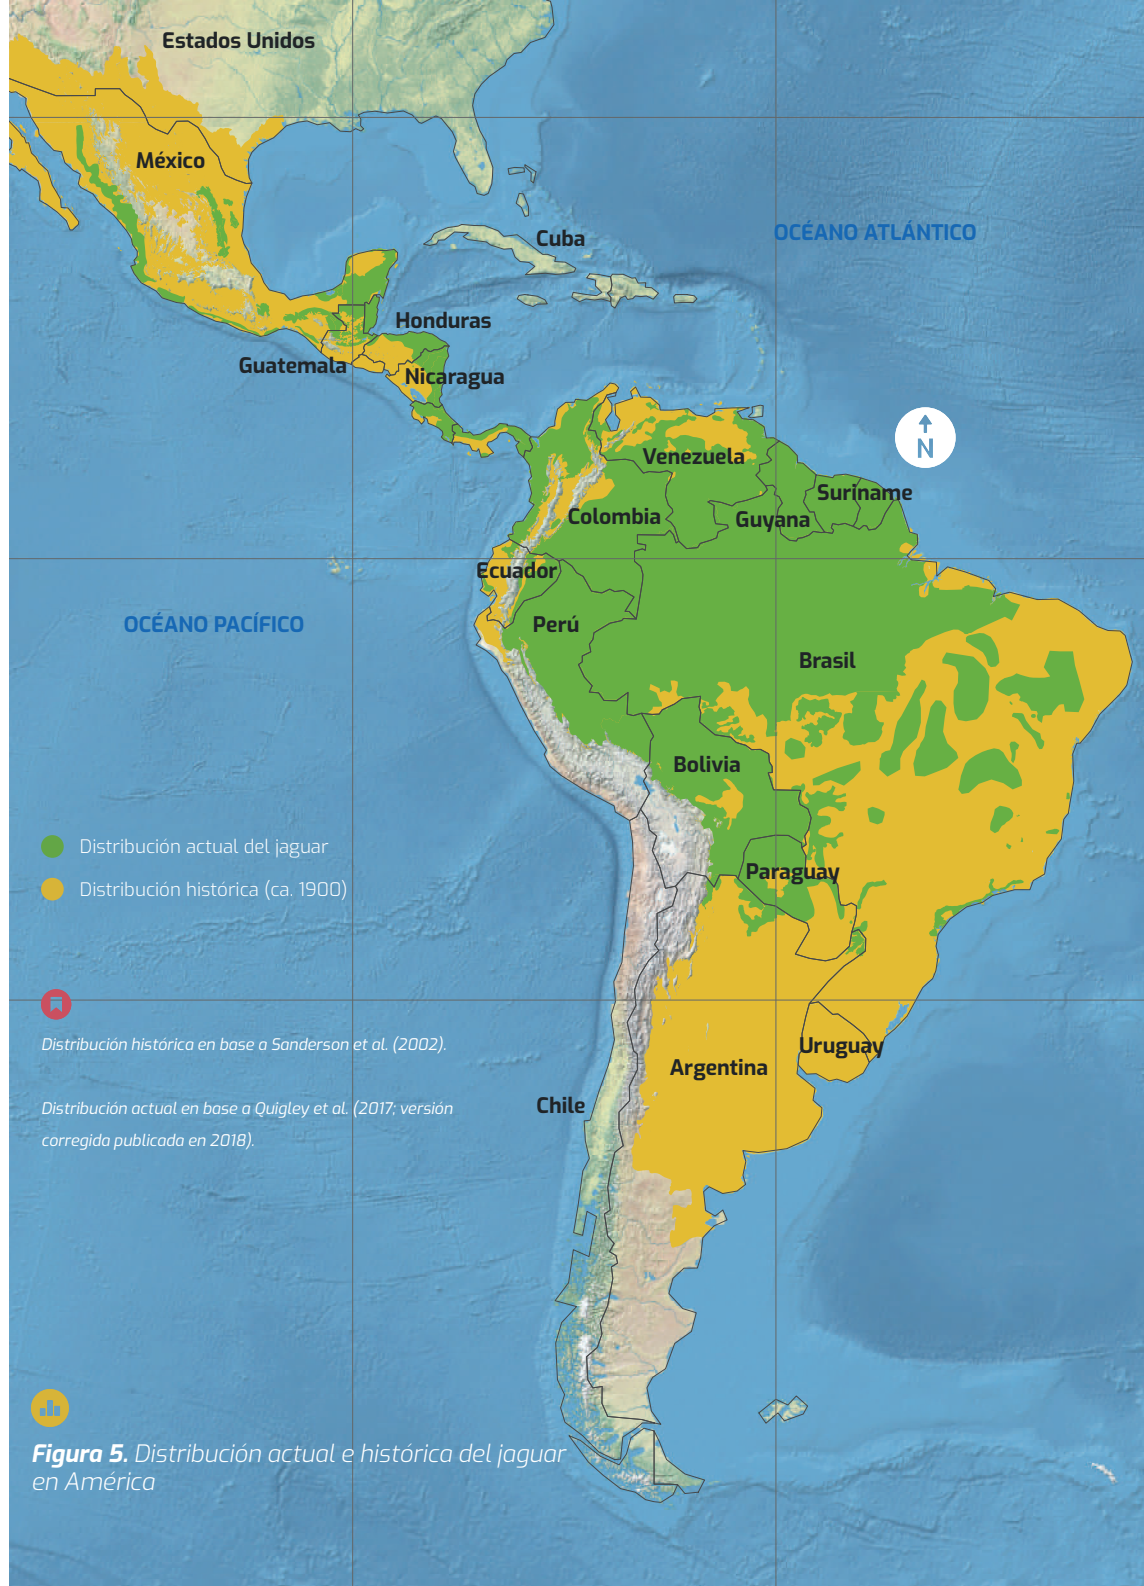 Estados Unidos
México
Cuba
OCÉANO ATLÁNTICO
Honduras
Guatemala
Nicaragua
N
Venezuela
Suriname
Colombia
Guyana
Ecuador
OCÉANO PACÍFICO
Perú
Brasil
Bolivia
Distribución actual del jaguar
Paraguay
Distribución histórica (ca. 1900)
Distribución histórica en base a Sanderson et al. (2002).
Uruguay
Argentina
Chile
Distribución actual en base a Quigley et al. (2017; versión
corregida publicada en 2018).
Figura 5. Distribución actual e histórica del jaguar
en América